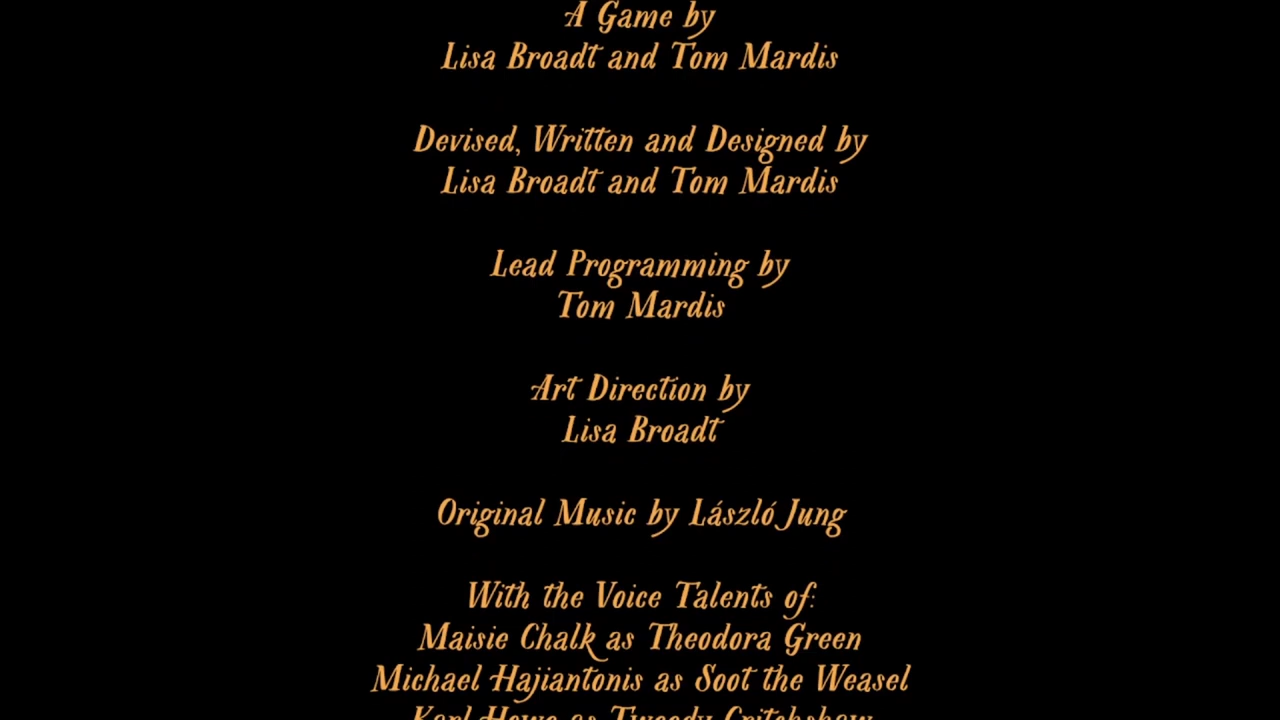 A Game by
Lisa Broadt and Tom Mardis
Devised, Written and Designed by
Lisa Broadt and Tom Mardis
Lead Programming by
Tom Mardis
Art Direction by
Lisa Broadt
Original Music by László Jung
With the Voice Talents of:
Maisie Chalk as Theodora Green
Michael Hajiantonis as Soot the Weasel
as Tweedy